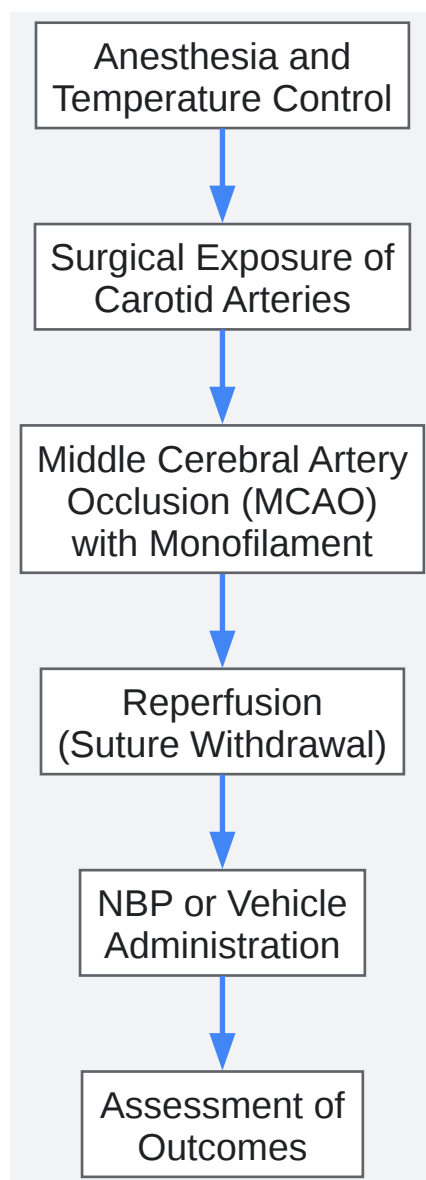 Anesthesia and
Temperature Control
Surgical Exposure of
Carotid Arteries
Middle Cerebral Artery
Occlusion (MCAO)
with Monofilament
Reperfusion
(Suture Withdrawal)
NBP or Vehicle
Administration
Assessment of
Outcomes